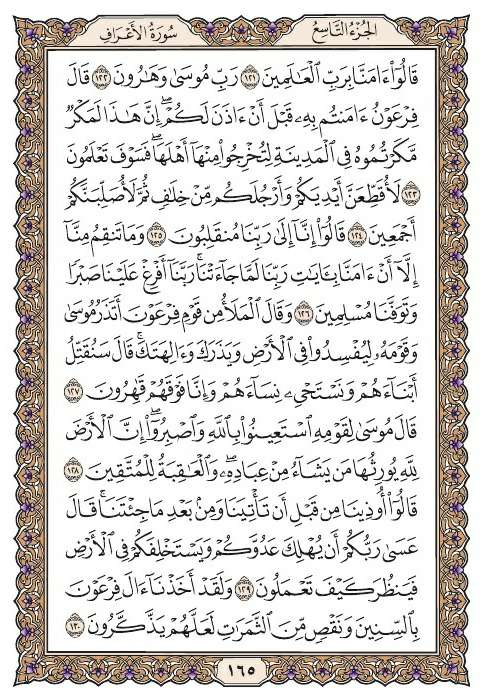 الجزء التاسع
سورة الأعراف
قَالُوٓا۟ ءَامَنَّا بِرَبِّ ٱلْعَٰلَمِينَ ١٢١ رَبِّ مُوسَىٰ وَهَٰرُونَ ١٢٢ قَالَ
فِرْعَوْنُ ءَامَنتُم بِهِۦ قَبْلَ أَنْ ءَاذَنَ لَكُمْ ۖ إِنَّ هَٰذَا لَمَكْرٌ
مَّكَرْتُمُوهُ فِى ٱلْمَدِينَةِ لِتُخْرِجُوا۟ مِنْهَآ أَهْلَهَا ۖ فَسَوْفَ تَعْلَمُونَ
١٢٣ لَأُقَطِّعَنَّ أَيْدِيَكُمْ وَأَرْجُلَكُم مِّنْ خِلَٰفٍ ثُمَّ لَأُصَلِّبَنَّكُمْ
أَجْمَعِينَ ١٢٤ قَالُوٓا۟ إِنَّآ إِلَىٰ رَبِّنَا مُنقَلِبُونَ ١٢٥ وَمَا تَنقِمُ مِنَّآ
إِلَّآ أَنْ ءَامَنَّا بِـَٔايَٰتِ رَبِّنَا لَمَّا جَآءَتْنَا ۚ رَبَّنَآ أَفْرِغْ عَلَيْنَا صَبْرًا
وَتَوَفَّنَا مُسْلِمِينَ ١٢٦ وَقَالَ ٱلْمَلَأُ مِن قَوْمِ فِرْعَوْنَ أَتَذَرُ مُوسَىٰ
وَقَوْمَهُۥ لِيُفْسِدُوا۟ فِى ٱلْأَرْضِ وَيَذَرَكَ وَءَالِهَتَكَ ۚ قَالَ سَنُقَتِّلُ
أَبْنَآءَهُمْ وَنَسْتَحْىِۦ نِسَآءَهُمْ وَإِنَّا فَوْقَهُمْ قَٰهِرُونَ ١٢٧
قَالَ مُوسَىٰ لِقَوْمِهِ ٱسْتَعِينُوا۟ بِٱللَّهِ وَٱصْبِرُوٓا۟ ۖ إِنَّ ٱلْأَرْضَ
لِلَّهِ يُورِثُهَا مَن يَشَآءُ مِنْ عِبَادِهِۦ ۖ وَٱلْعَٰقِبَةُ لِلْمُتَّقِينَ ١٢٨
قَالُوٓا۟ أُوذِينَا مِن قَبْلِ أَن تَأْتِيَنَا وَمِنۢ بَعْدِ مَا جِئْتَنَا ۚ قَالَ
عَسَىٰ رَبُّكُمْ أَن يُهْلِكَ عَدُوَّكُمْ وَيَسْتَخْلِفَكُمْ فِى ٱلْأَرْضِ
فَيَنظُرَ كَيْفَ تَعْمَلُونَ ١٢٩ وَلَقَدْ أَخَذْنَآ ءَالَ فِرْعَوْنَ
بِٱلسِّنِينَ وَنَقْصٍ مِّنَ ٱلثَّمَرَٰتِ لَعَلَّهُمْ يَذَّكَّرُونَ ١٣٠
١٦٥